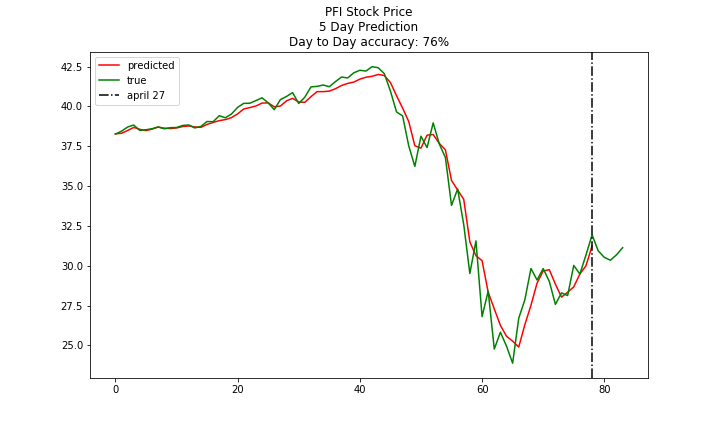 PFI Stock Price
5 Day Prediction
Day to Day accuracy: 76%
predicted
true
april 27
42.5
40.0
37.5
35.0
32.5
30.0
27.5
25.0
0 20 40 60 80